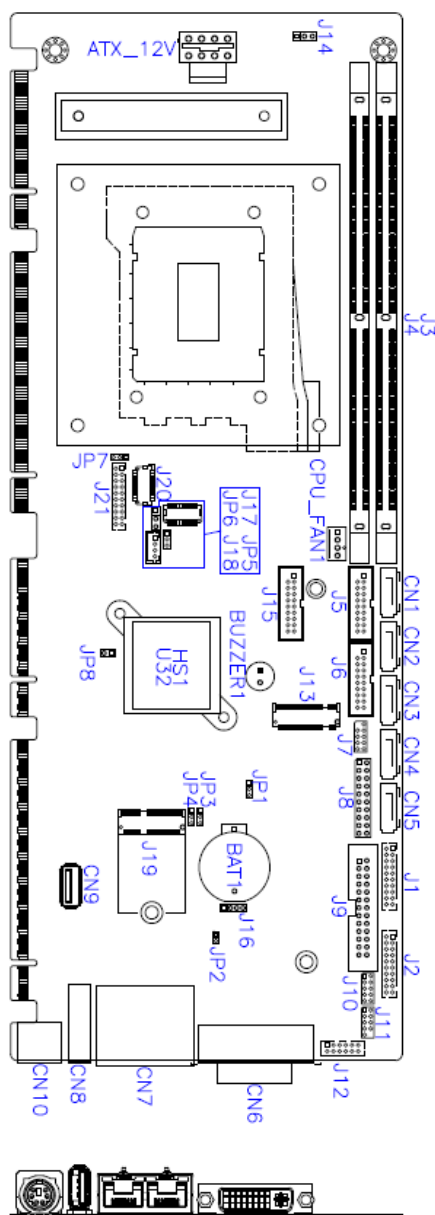 J14
ATX_12V
J3
J4
JP7
J21
J20
J17 JP5
JP6 J18
CPU_FAN1
J15
J5
CN1
BUZZER1
J6
CN2
JP8
HS1
U32
J13
CN3
J7
CN4
JP1
J8
CN5
JP3
JP4
J19
BAT1
CN9
J1
J9
J16
JP2
J2
J10
J11
J12
CN10
CN8
CN7
CN6